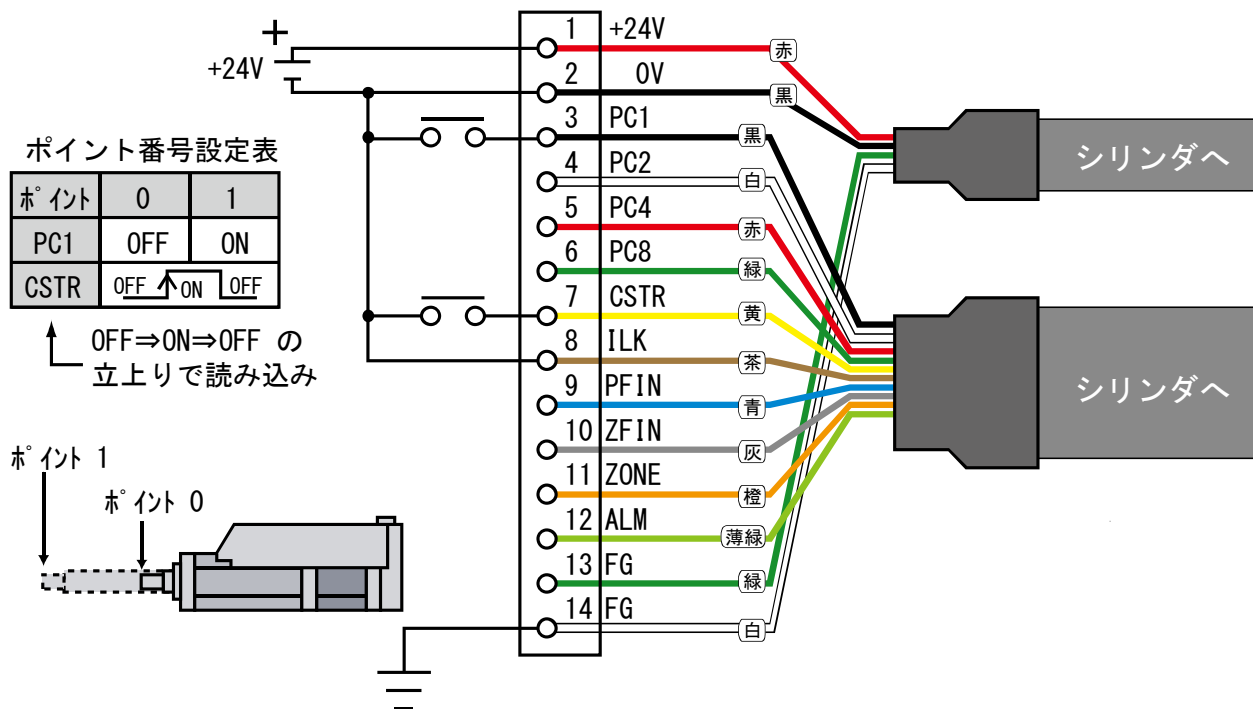 +
+24V
1 +24V 赤
2 0V 黒
3 PC1 黒
4 PC2 白
5 PC4 赤
6 PC8 緑
7 CSTR 黄
8 ILK 茶
9 PFIN 青
10 ZFIN 灰
11 ZONE 橙
12 ALM 薄緑
13 FG 緑
14 FG 白
シリンダへ
シリンダへ
ポイント番号設定表
ﾎﾟｲﾝﾄ 0 1
PC1 OFF ON
CSTR OFF ON OFF
OFF⇒ON⇒OFF の
立上りで読み込み
ﾎﾟｲﾝﾄ 1
ﾎﾟｲﾝﾄ 0